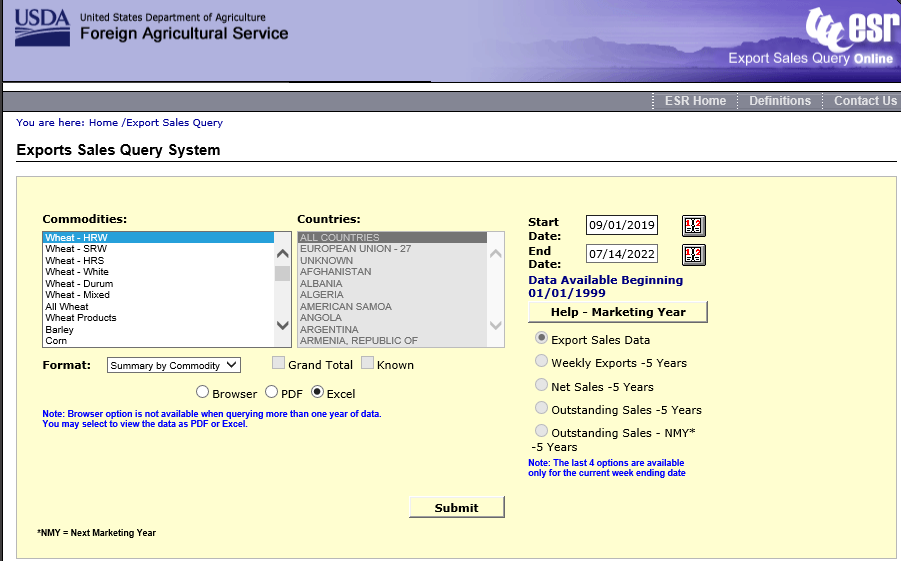 USDA United States Department of Agriculture
Foreign Agricultural Service
esr
Export Sales Query Online
ESR Home Definitions Contact Us
You are here: Home /Export Sales Query
Exports Sales Query System
Commodities:
Wheat - HRW
Wheat - SRW
Wheat - HRS
Wheat - White
Wheat - Durum
Wheat - Mixed
All Wheat
Wheat Products
Barley
Corn
Countries:
ALL COUNTRIES
EUROPEAN UNION - 27
UNKNOWN
AFGHANISTAN
ALBANIA
ALGERIA
AMERICAN SAMOA
ANGOLA
ARGENTINA
ARMENIA, REPUBLIC OF
Start Date: 09/01/2019
End Date: 07/14/2022
Data Available Beginning
01/01/1999
Help - Marketing Year
Export Sales Data
Weekly Exports -5 Years
Net Sales -5 Years
Outstanding Sales -5 Years
Outstanding Sales - NMY*
-5 Years
Note: The last 4 options are available
only for the current week ending date
Format: Summary by Commodity Grand Total Known
Browser PDF Excel
Note: Browser option is not available when querying more than one year of data.
You may select to view the data as PDF or Excel.
Submit
*NMY = Next Marketing Year